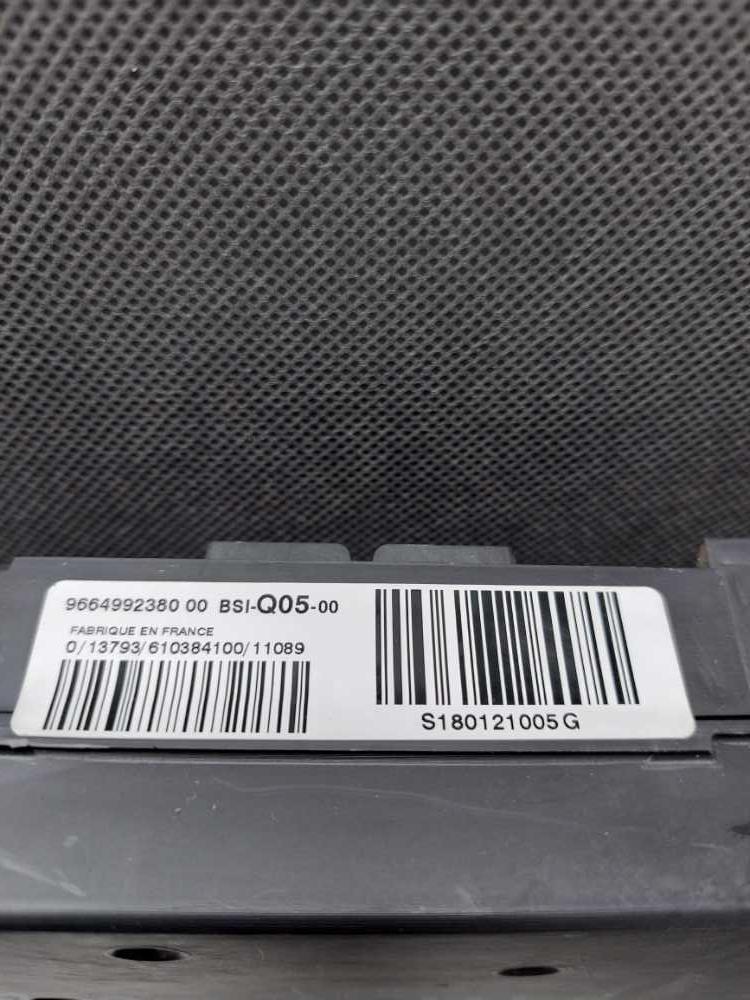 9664992380 00 BSI-Q05-00
FABRIQUE EN FRANCE
0/13793/610384100/11089
S180121005G